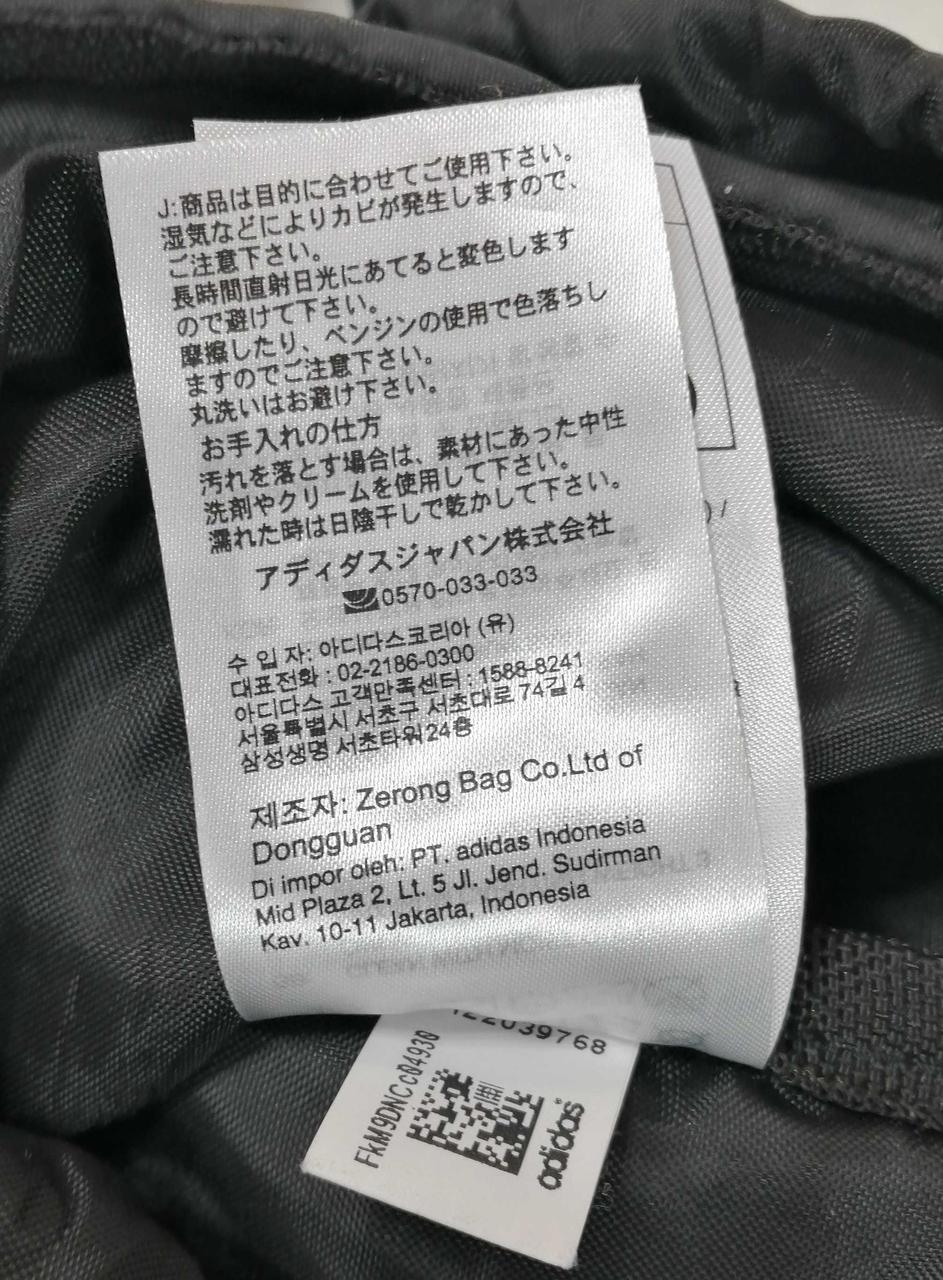 J:商品は目的に合わせてご使用下さい。
湿気などによりカビが発生しますので、
ご注意下さい。
長時間直射日光にあてると変色します
ので避けて下さい。
摩擦したり、ベンジンの使用で色落ちし
ますのでご注意下さい。
丸洗いはお避け下さい。
お手入れの仕方
汚れを落とす場合は、素材にあった中性
洗剤やクリームを使用して下さい。
濡れた時は日陰干しで乾かして下さい。
アディダスジャパン株式会社
0570-033-033
수 입 자: 아디다스코리아 (유)
대표전화 : 02-2186-0300
아디다스 고객만족센터 : 1588-8241
서울특별시 서초구 서초대로 74길 4
삼성생명 서초타워 24층
제조자: Zerong Bag Co.Ltd of
Dongguan
Di impor oleh: PT. adidas Indonesia
Mid Plaza 2, Lt. 5 Jl. Jend. Sudirman
Kav. 10-11 Jakarta, Indonesia
122039768
FkM9DNCc04930
adidas